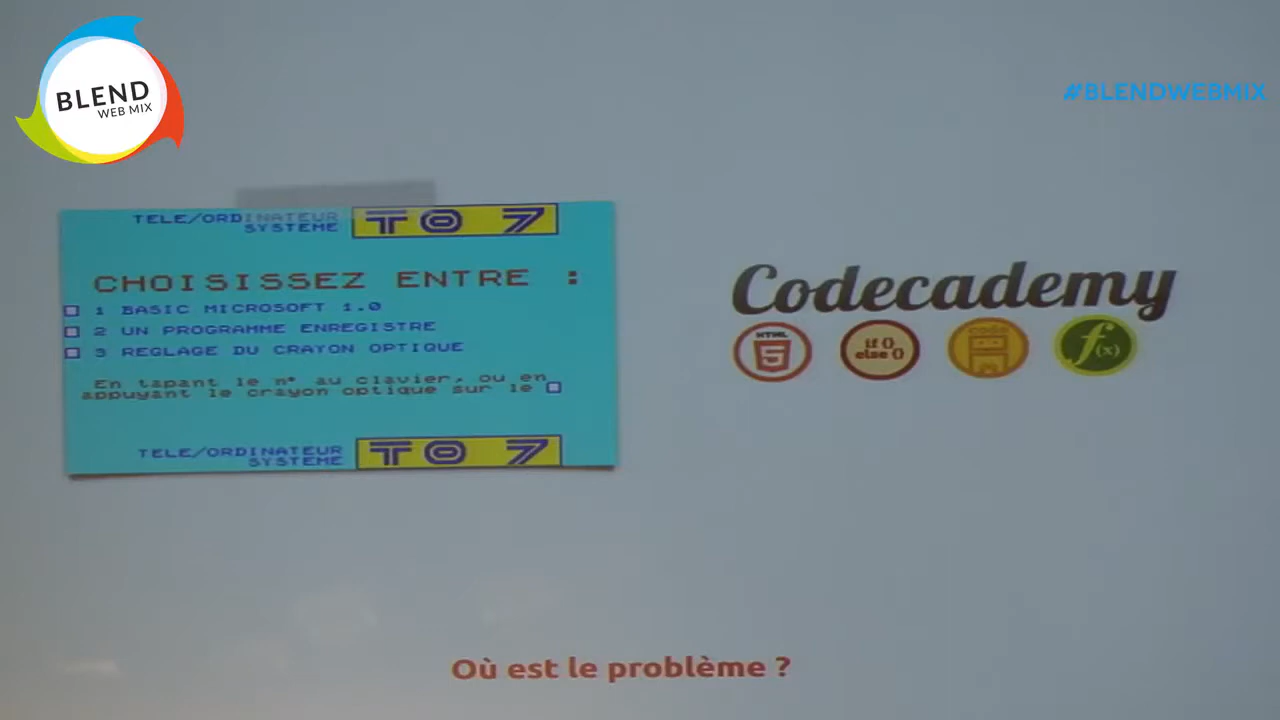 BLEND
WEB MIX
#BLENDWEBMIX
TELE/ORDINATEUR
SYSTEME
TO 7
CHOISISSEZ ENTRE :
1 BASIC MICROSOFT 1.0
2 UN PROGRAMME ENREGISTRE
3 REGLAGE DU CRAYON OPTIQUE
En tapant le n° au clavier, ou en
appuyant le crayon optique sur le
TELE/ORDINATEUR
SYSTEME
TO 7
Codecademy
HTML
5
if ()
else ()
code
f(x)
Où est le problème ?